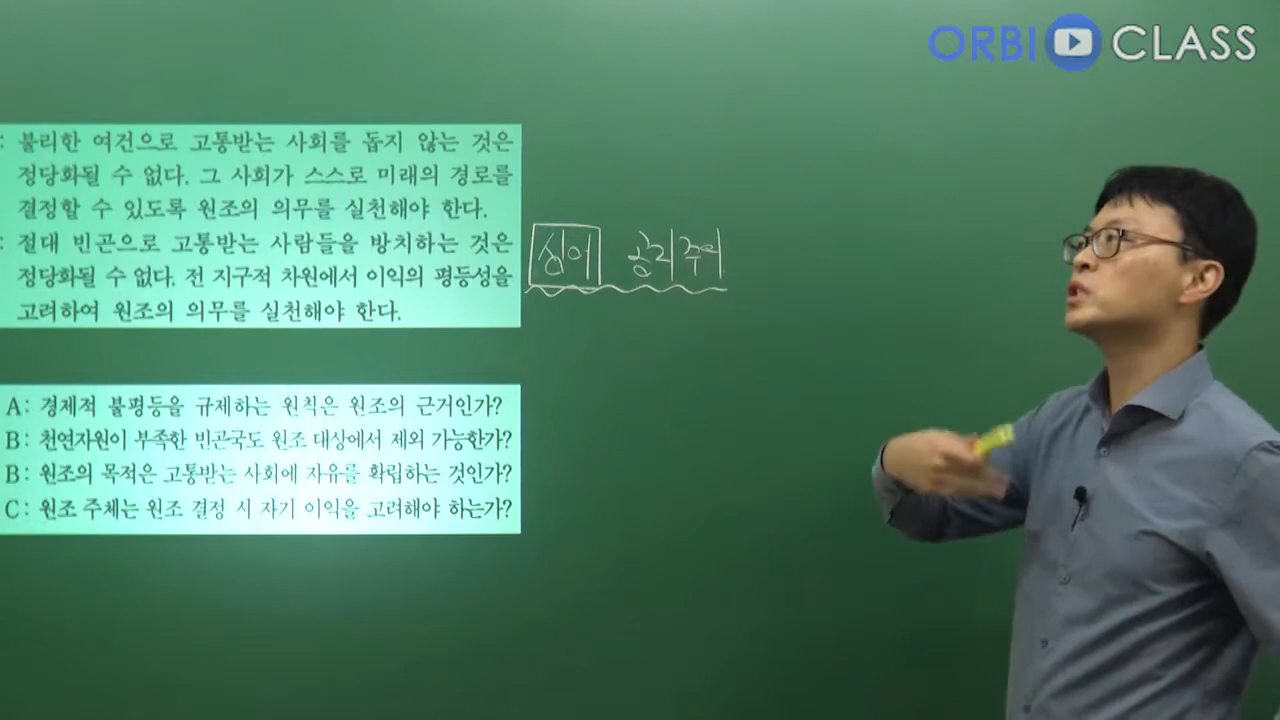 ORBI CLASS
: 불리한 여건으로 고통받는 사회를 돕지 않는 것은
정당화될 수 없다. 그 사회가 스스로 미래의 경로를
결정할 수 있도록 원조의 의무를 실천해야 한다.
: 절대 빈곤으로 고통받는 사람들을 방치하는 것은
정당화될 수 없다. 전 지구적 차원에서 이익의 평등성을
고려하여 원조의 의무를 실천해야 한다.
싱어 공리주의
A: 경제적 불평등을 규제하는 원칙은 원조의 근거인가?
B: 천연자원이 부족한 빈곤국도 원조 대상에서 제외 가능한가?
B: 원조의 목적은 고통받는 사회에 자유를 확립하는 것인가?
C: 원조 주체는 원조 결정 시 자기 이익을 고려해야 하는가?